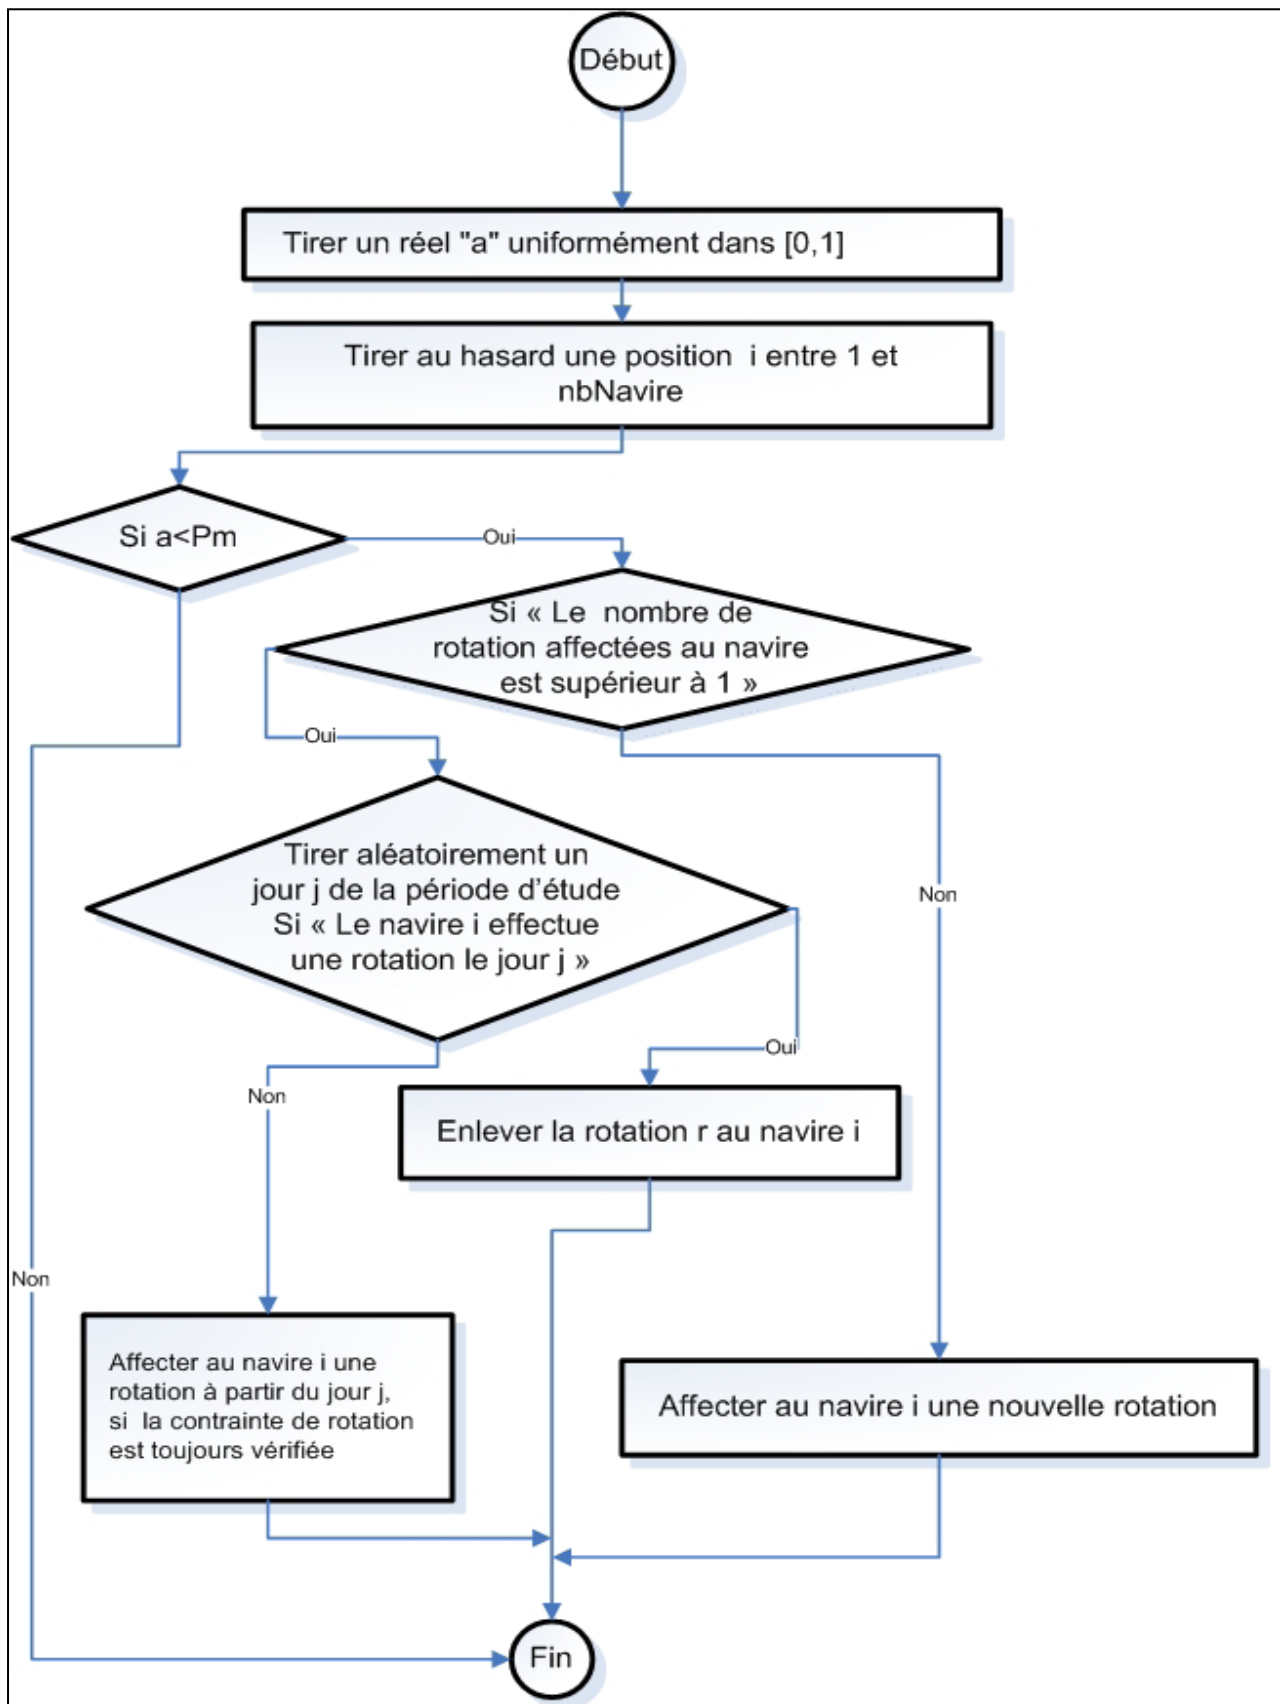 Début
Tirer un réel "a" uniformément dans [0,1]
Tirer au hasard une position i entre 1 et
nbNavire
Si a<Pm
Oui
Si « Le nombre de
rotation affectées au navire
est supérieur à 1 »
Oui
Tirer aléatoirement un
jour j de la période d'étude
Si « Le navire i effectue
une rotation le jour j »
Non
Oui
Non
Enlever la rotation r au navire i
Non
Affecter au navire i une
rotation à partir du jour j,
si la contrainte de rotation
est toujours vérifiée
Affecter au navire i une nouvelle rotation
Fin